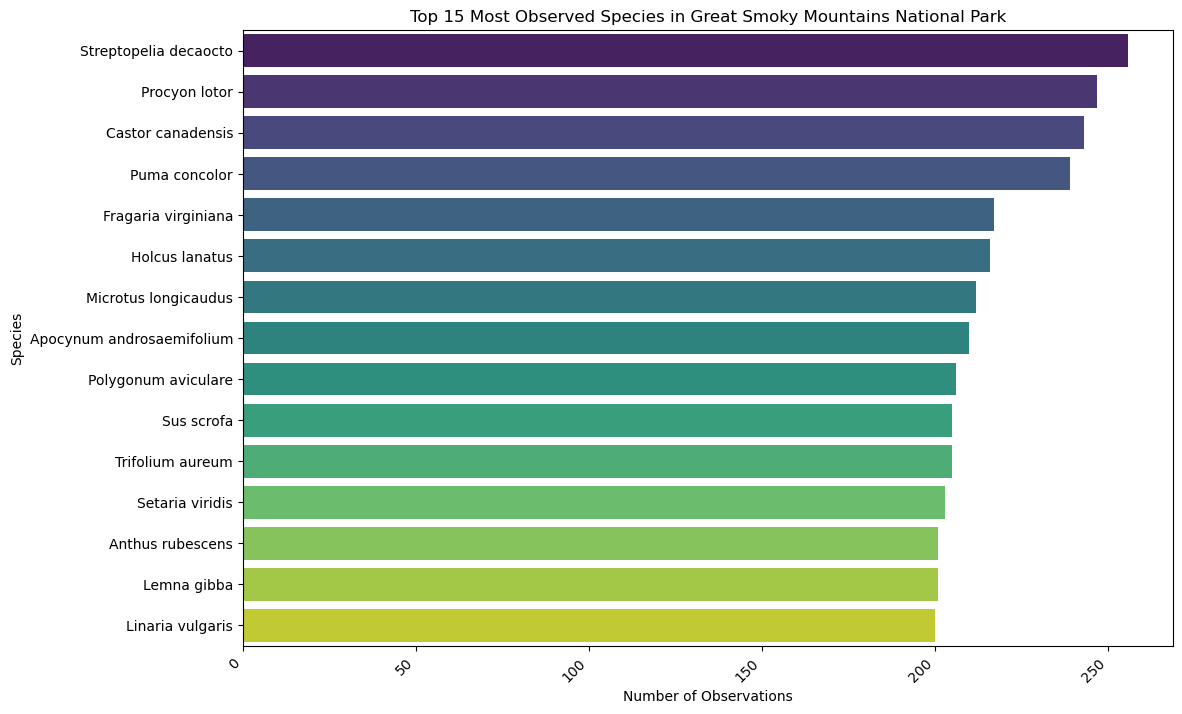 Top 15 Most Observed Species in Great Smoky Mountains National Park
Species
Streptopelia decaocto
Procyon lotor
Castor canadensis
Puma concolor
Fragaria virginiana
Holcus lanatus
Microtus longicaudus
Apocynum androsaemifolium
Polygonum aviculare
Sus scrofa
Trifolium aureum
Setaria viridis
Anthus rubescens
Lemna gibba
Linaria vulgaris
0 50 100 150 200 250
Number of Observations